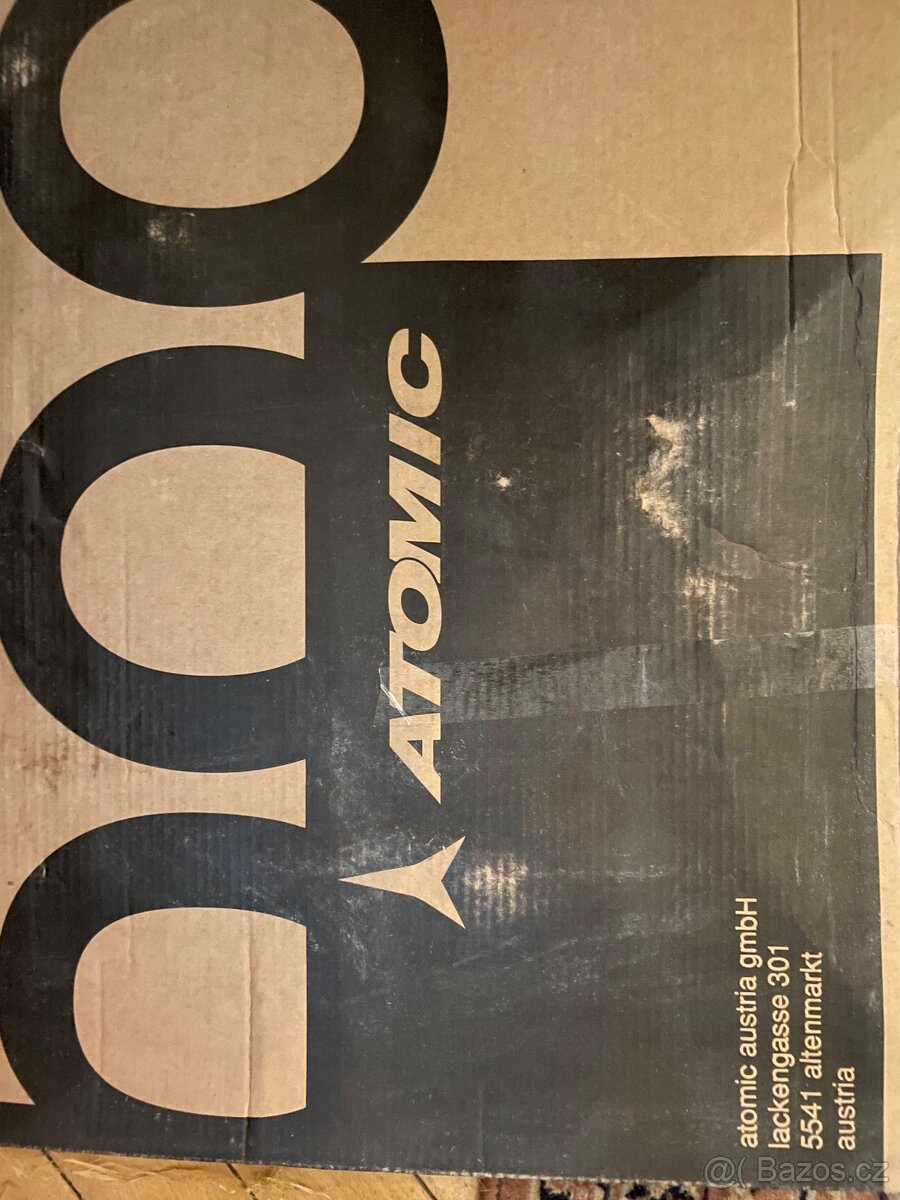 ATOMIC
atomic austria gmbH
lackengasse 301
5541 altenmarkt
austria
@( Bazos.cz